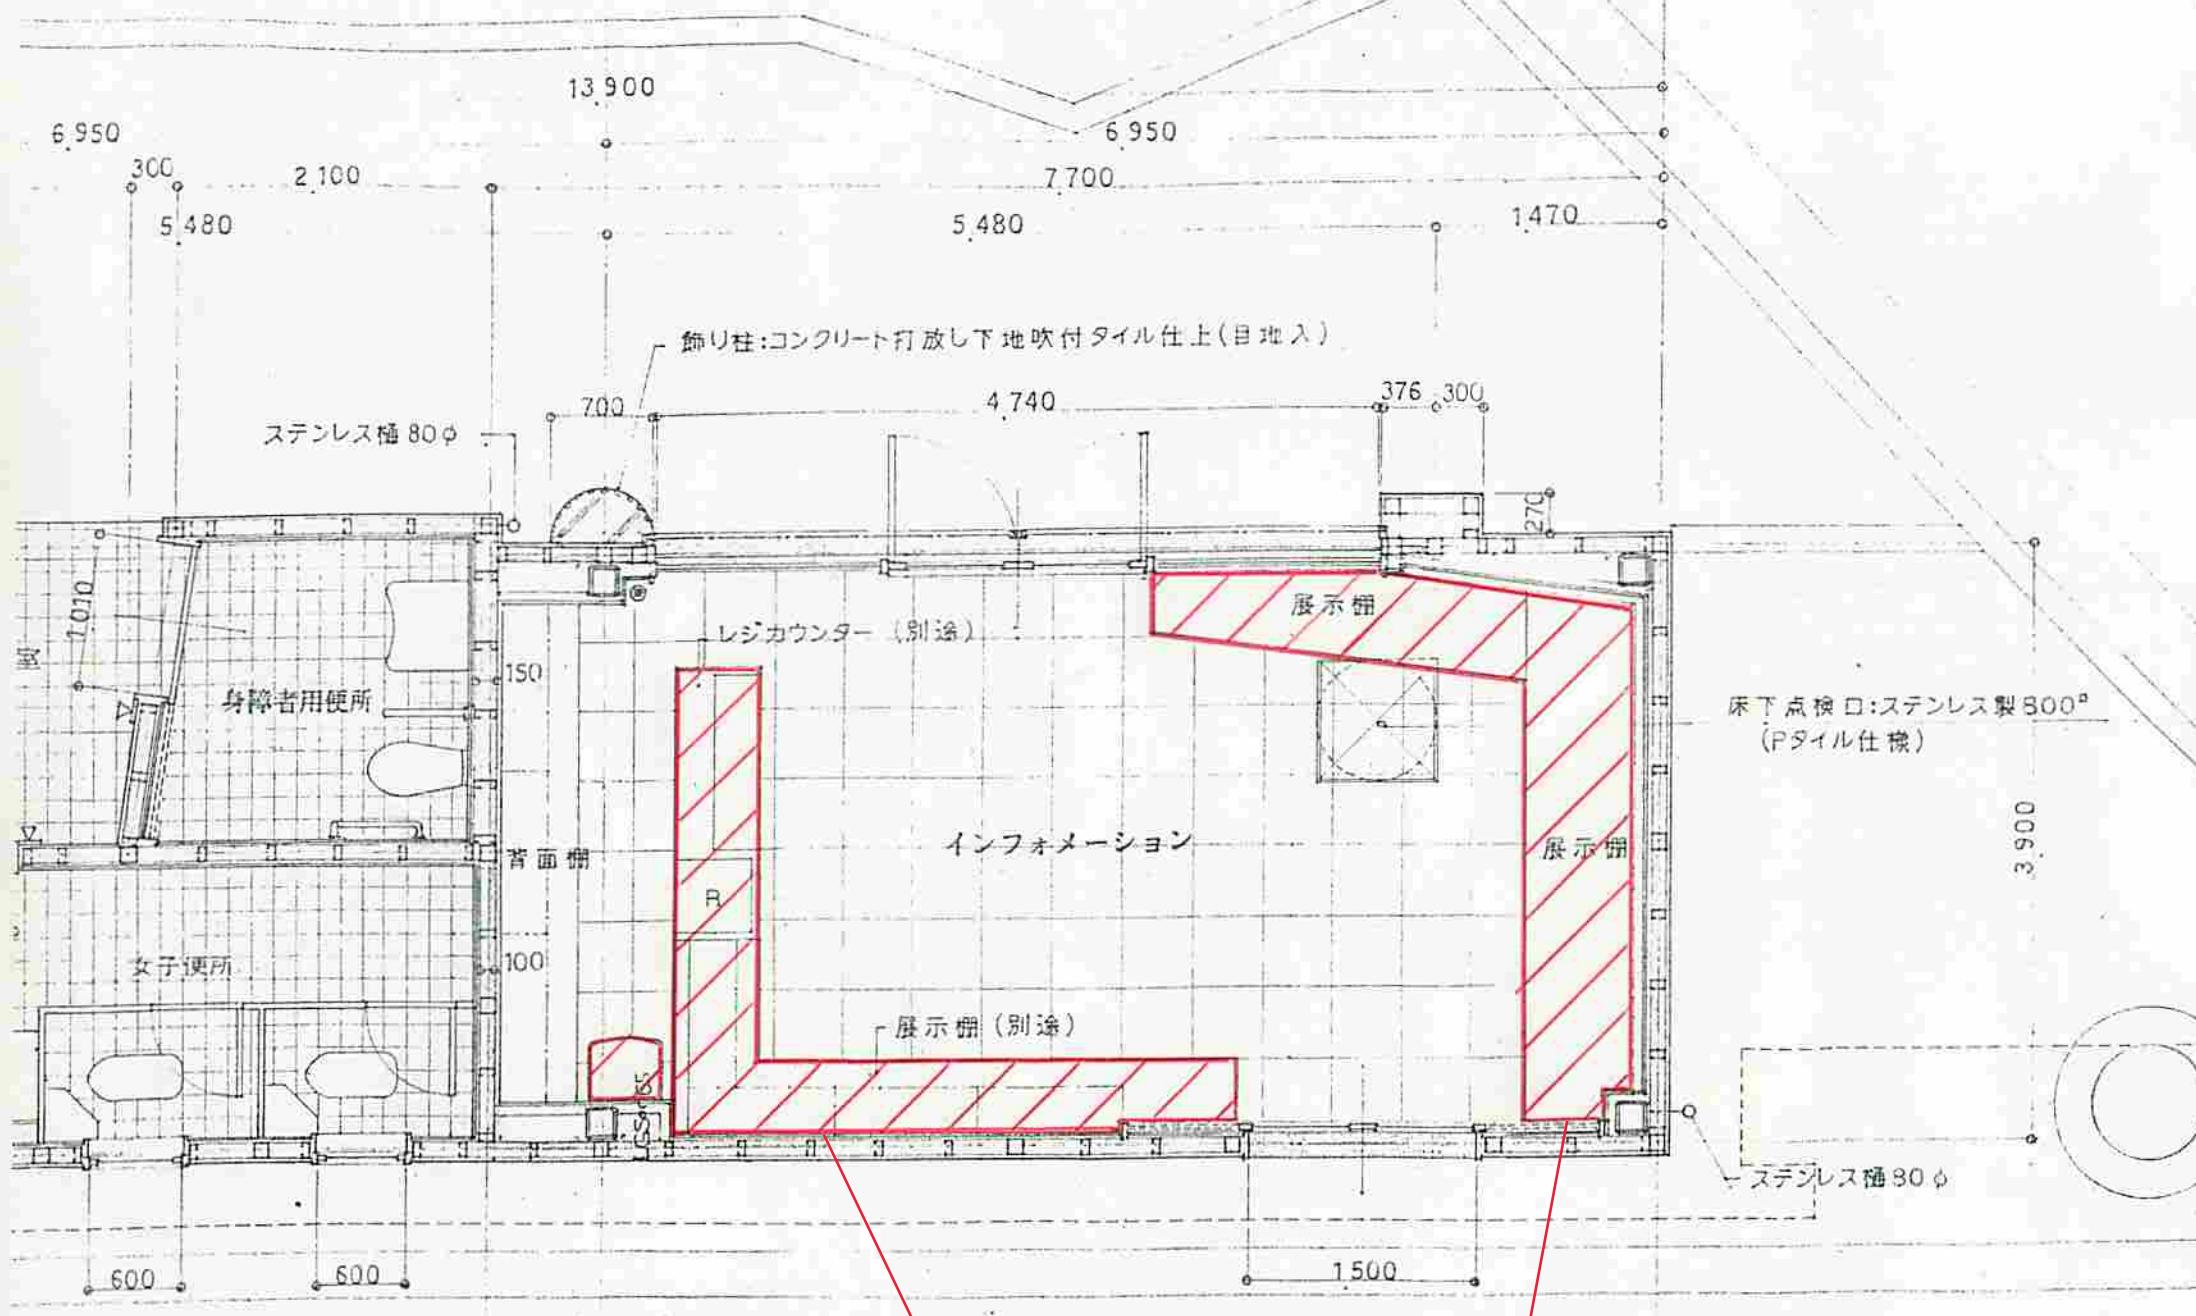 13,900
6,950
6,950
300
2,100
7,700
5,480
5,480
1,470
飾り柱:コンクリート打放し下地吹付タイル仕上(目地入)
700
4,740
376
300
ステンレス樋 80φ
270
1010
展示棚
レジカウンター (別途)
室
150
身障者用便所
床下点検口:ステンレス製 800□
(Pタイル仕様)
インフォメーション
展示棚
3,900
背面棚
R
女子便所
100
展示棚 (別途)
ステンレス樋 80φ
600
600
1,500